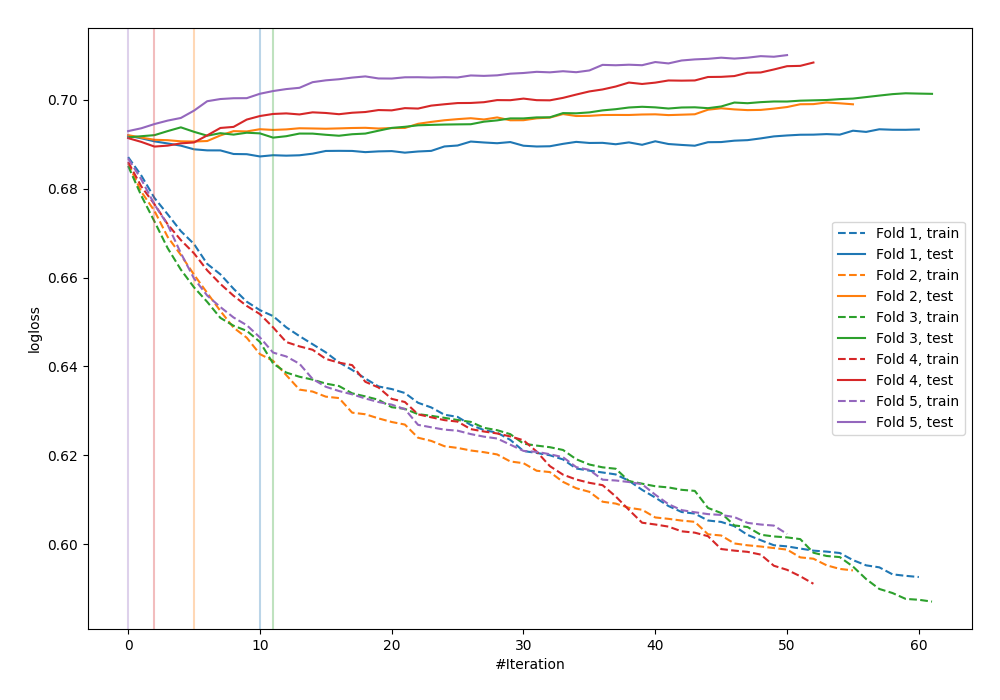 0.70
0.68
0.66
0.64
0.62
0.60
logloss
0
10
20
30
40
50
60
#Iteration
Fold 1, train
Fold 1, test
Fold 2, train
Fold 2, test
Fold 3, train
Fold 3, test
Fold 4, train
Fold 4, test
Fold 5, train
Fold 5, test